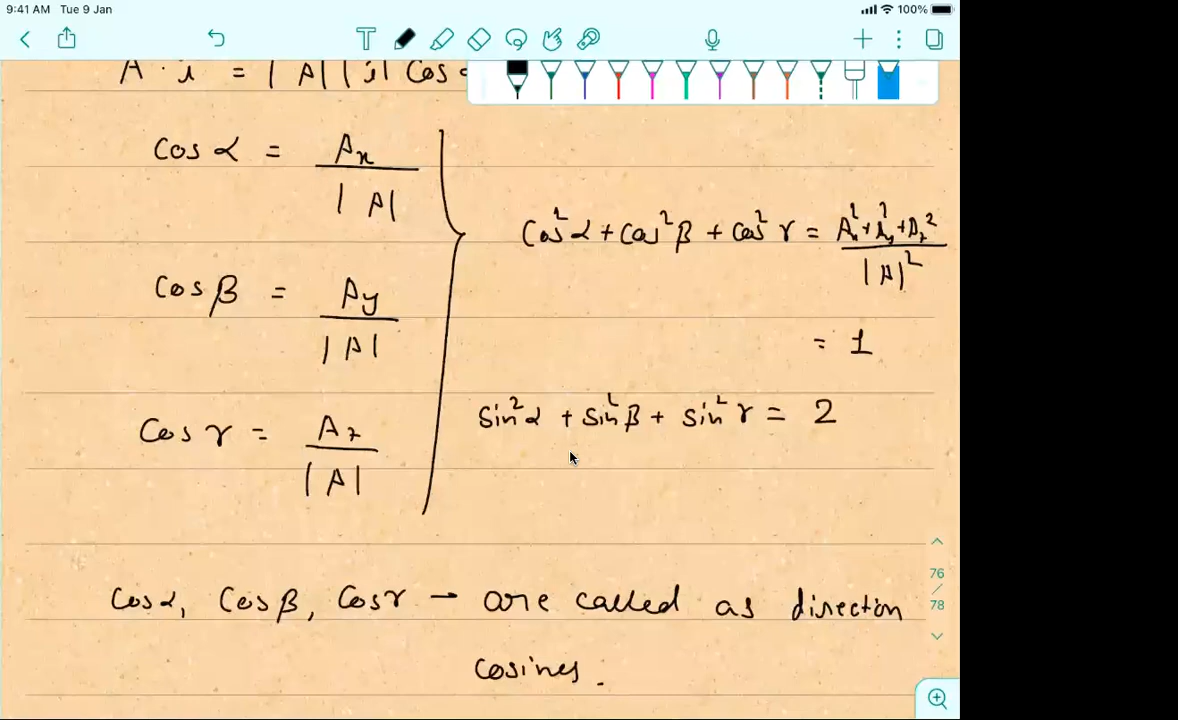 9:41 AM Tue 9 Jan
100%
A · i = |A| |i| Cos α
Cos α = Ax / |A|
Cos²α + Cos²β + Cos²γ = Ax² + Ay² + Az² / |A|²
Cos β = Ay / |A|
= 1
Sin²α + Sin²β + Sin²γ = 2
Cos γ = Az / |A|
76 / 78
Cosα, Cosβ, Cosγ → are called as direction
cosines.